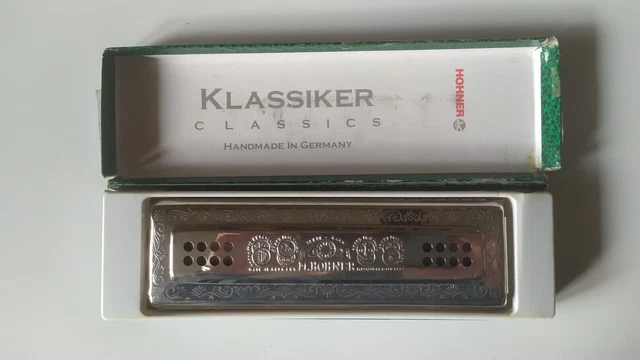 KLASSIKER
CLASSICS
HANDMADE IN GERMANY
HOHNER
M. HOHNER